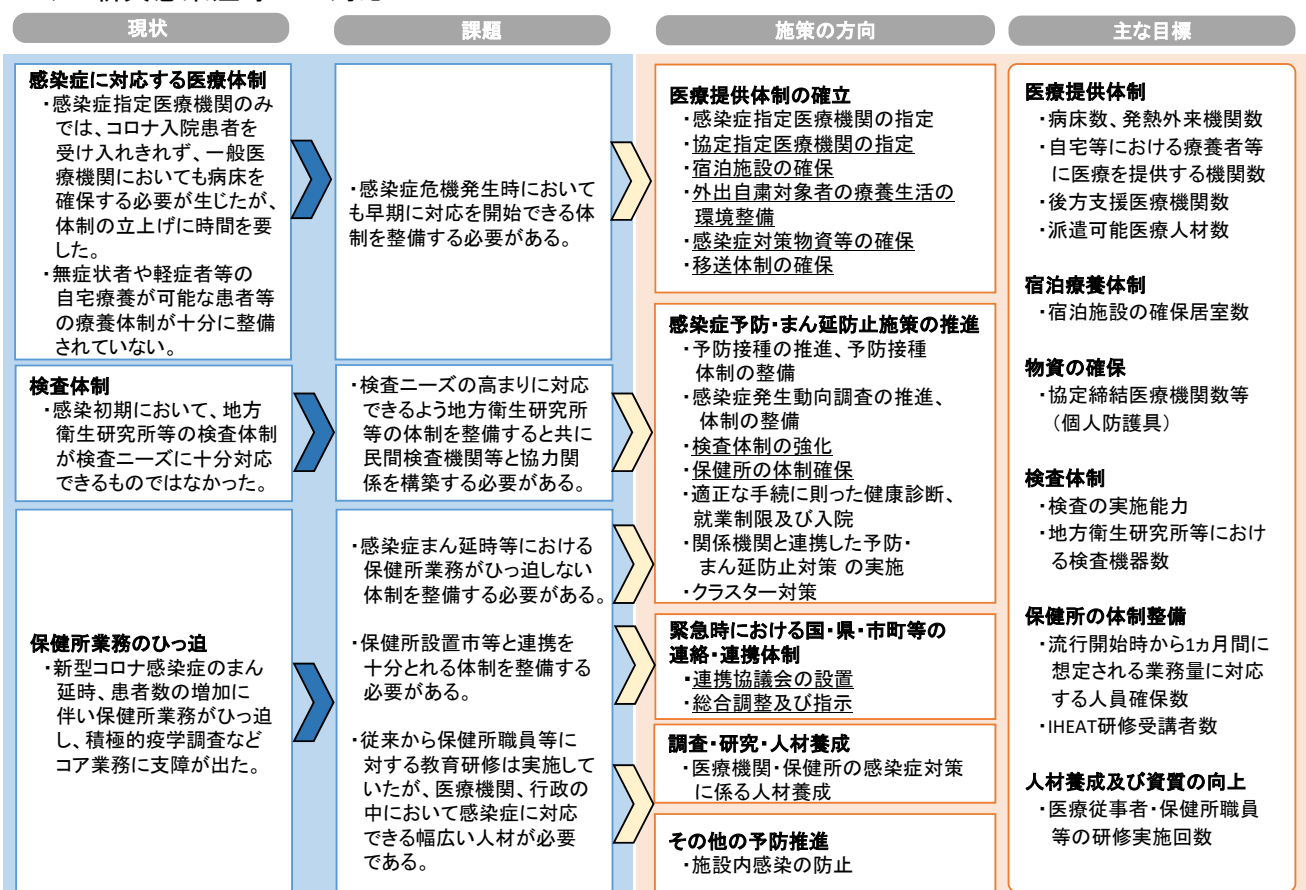 現状
課題
施策の方向
主な目標
感染症に対応する医療体制
・感染症指定医療機関のみ
では、コロナ入院患者を
受け入れきれず、一般医
療機関においても病床を
確保する必要が生じたが、
体制の立上げに時間を要
した。
・無症状者や軽症者等の
自宅療養が可能な患者等
の療養体制が十分に整備
されていない。
検査体制
・感染初期において、地方
衛生研究所等の検査体制
が検査ニーズに十分対応
できるものではなかった。
保健所業務のひっ迫
・新型コロナ感染症のまん
延時、患者数の増加に
伴い保健所業務がひっ迫
し、積極的疫学調査など
コア業務に支障が出た。
・感染症危機発生時において
も早期に対応を開始できる体
制を整備する必要がある。
・検査ニーズの高まりに対応
できるよう地方衛生研究所
等の体制を整備すると共に
民間検査機関等と協力関
係を構築する必要がある。
・感染症まん延時等における
保健所業務がひっ迫しない
体制を整備する必要がある。
・保健所設置市等と連携を
十分とれる体制を整備する
必要がある。
・従来から保健所職員等に
対する教育研修は実施して
いたが、医療機関、行政の
中において感染症に対応
できる幅広い人材が必要
である。
医療提供体制の確立
・感染症指定医療機関の指定
・協定指定医療機関の指定
・宿泊施設の確保
・外出自粛対象者の療養生活の
環境整備
・感染症対策物資等の確保
・移送体制の確保
感染症予防・まん延防止施策の推進
・予防接種の推進、予防接種
体制の整備
・感染症発生動向調査の推進、
体制の整備
・検査体制の強化
・保健所の体制確保
・適正な手続に則った健康診断、
就業制限及び入院
・関係機関と連携した予防・
まん延防止対策 の実施
・クラスター対策
緊急時における国・県・市町等の
連絡・連携体制
・連携協議会の設置
・総合調整及び指示
調査・研究・人材養成
・医療機関・保健所の感染症対策
に係る人材養成
その他の予防推進
・施設内感染の防止
医療提供体制
・病床数、発熱外来機関数
・自宅等における療養者等
に医療を提供する機関数
・後方支援医療機関数
・派遣可能医療人材数
宿泊療養体制
・宿泊施設の確保居室数
物資の確保
・協定締結医療機関数等
（個人防護具）
検査体制
・検査の実施能力
・地方衛生研究所等におけ
る検査機器数
保健所の体制整備
・流行開始時から1ヵ月間に
想定される業務量に対応
する人員確保数
・IHEAT研修受講者数
人材養成及び資質の向上
・医療従事者・保健所職員
等の研修実施回数